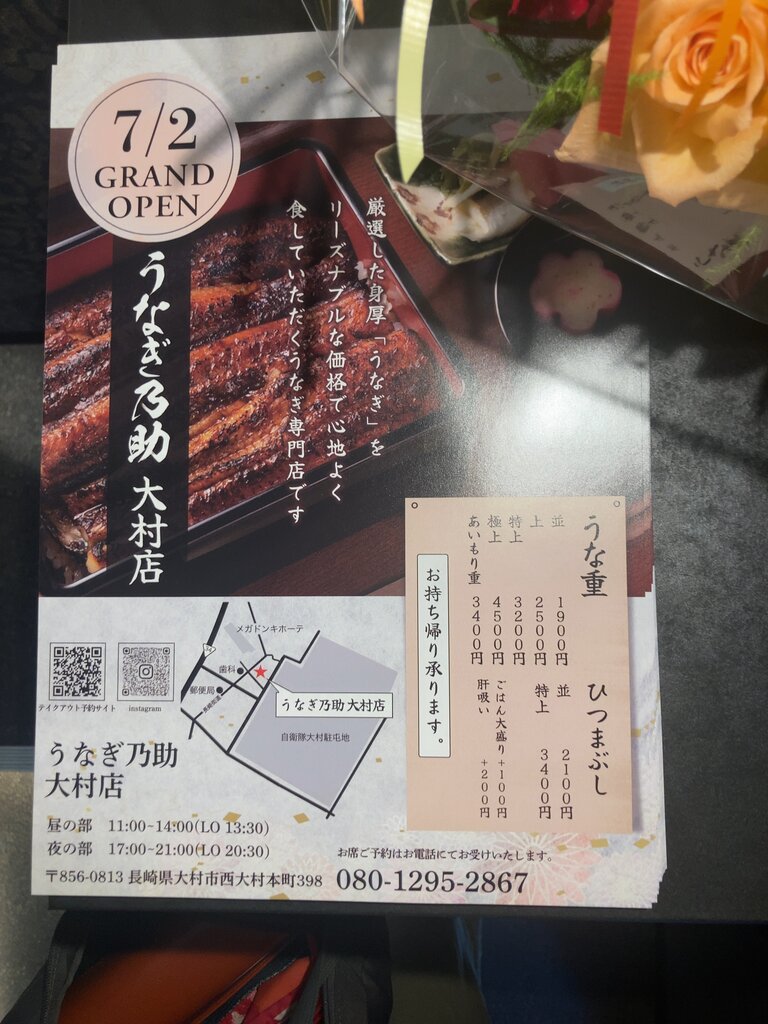 7/2
GRAND
OPEN
うなぎ乃助 大村店
厳選した身厚「うなぎ」を
リーズナブルな価格で心地よく
食していただくうなぎ専門店です
うな重
並 1900円
上 2500円
特上 3200円
極上 4500円
あいもり重 3400円
ひつまぶし
並 2100円
特上 3400円
ごはん大盛り +100円
肝吸い +200円
お持ち帰り承ります。
メガドンキホーテ
歯科
郵便局
うなぎ乃助 大村店
自衛隊大村駐屯地
テイクアウト予約サイト
instagram
うなぎ乃助
大村店
昼の部 11:00~14:00(LO 13:30)
夜の部 17:00~21:00(LO 20:30)
お席ご予約はお電話にてお受けいたします。
〒856-0813 長崎県大村市西大村本町398 080-1295-2867